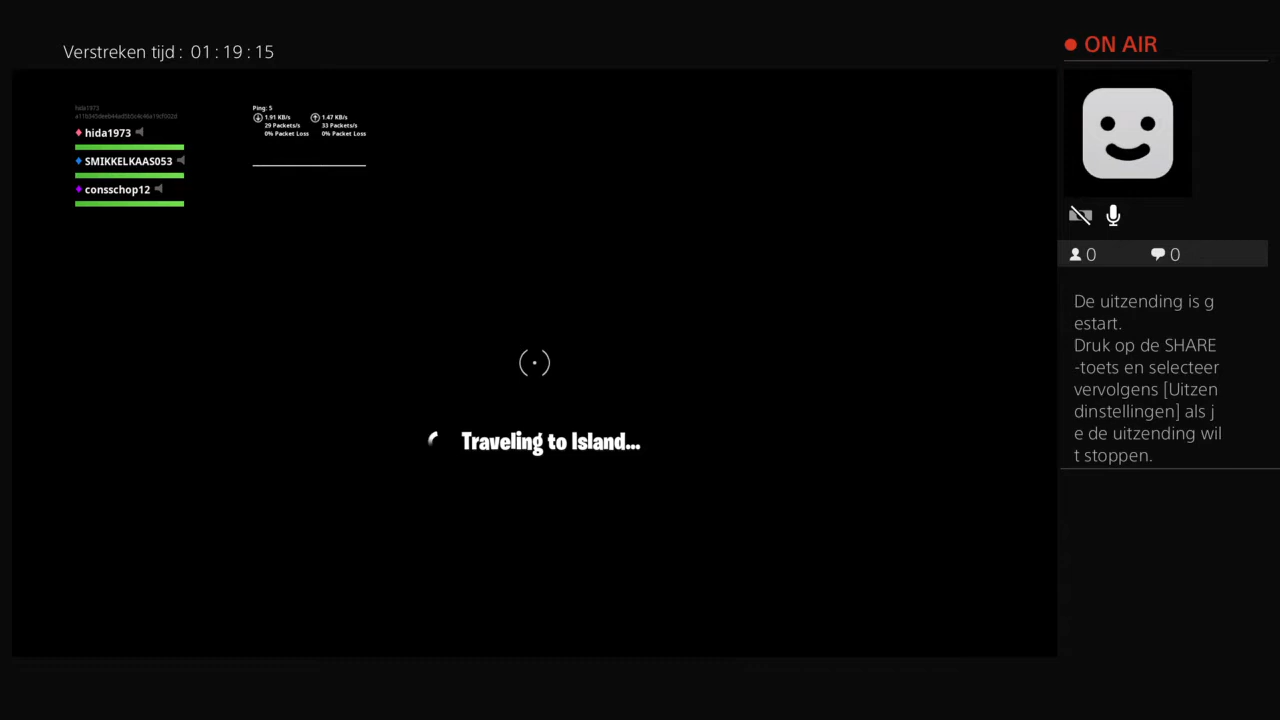 Verstreken tijd : 01 : 19 : 15
ON AIR
hida1973
hida1973
SMIKKELKAAS053
consschop12
Ping: 5
1.91 KB/s 1.47 KB/s
29 Packets/s 33 Packets/s
0% Packet Loss 0% Packet Loss
0 0
De uitzending is g
estart.
Druk op de SHARE
-toets en selecteer
vervolgens [Uitzen
dinstellingen] als j
e de uitzending wil
t stoppen.
Traveling to Island...